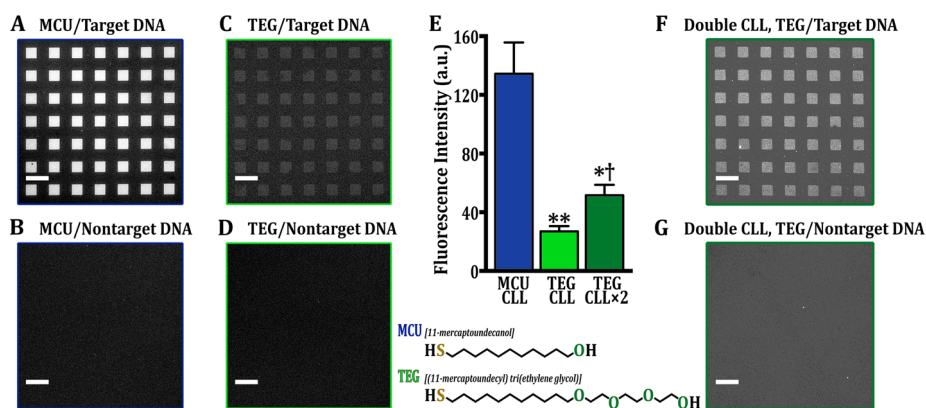 A MCU/Target DNA
C TEG/Target DNA
E
F Double CLL, TEG/Target DNA
Fluorescence Intensity (a.u.)
160
120
80
40
0
**
*†
MCU CLL
TEG CLL
TEG CLL×2
B MCU/Nontarget DNA
D TEG/Nontarget DNA
G Double CLL, TEG/Nontarget DNA
MCU [11-mercaptoundecanol]
HS OH
TEG [(11-mercaptoundecyl) tri(ethylene glycol)]
HS O O O OH